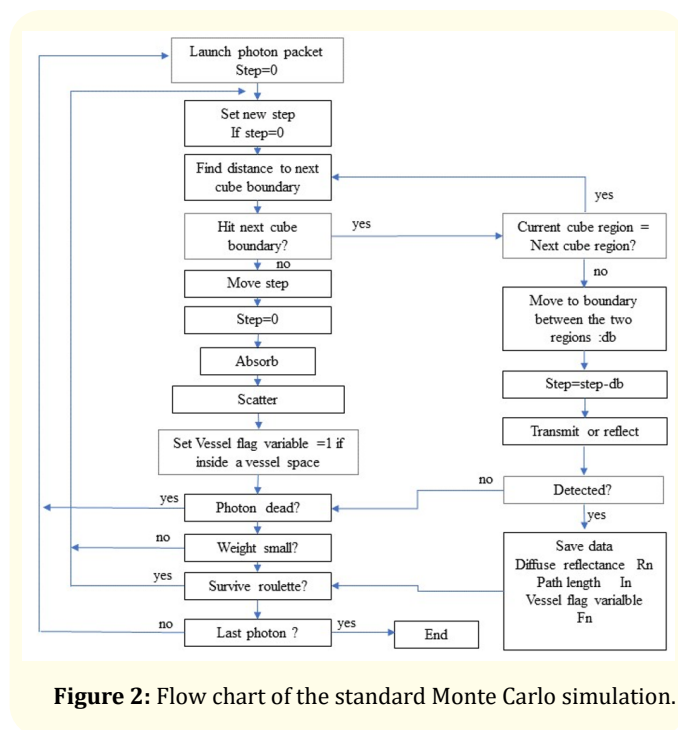 Launch photon packet
Step=0
Set new step
If step=0
Find distance to next
cube boundary
yes
Hit next cube
boundary?
yes
Current cube region =
Next cube region?
no
no
Move step
Move to boundary
between the two
regions :db
Step=0
Absorb
Step=step-db
Scatter
Transmit or reflect
Set Vessel flag variable =1 if
inside a vessel space
no
Detected?
yes
Photon dead?
yes
no
Weight small?
Save data
Diffuse reflectance Rn
Path length In
Vessel flag varialble
Fn
yes
Survive roulette?
no
Last photon ?
yes
End
Figure 2: Flow chart of the standard Monte Carlo simulation.